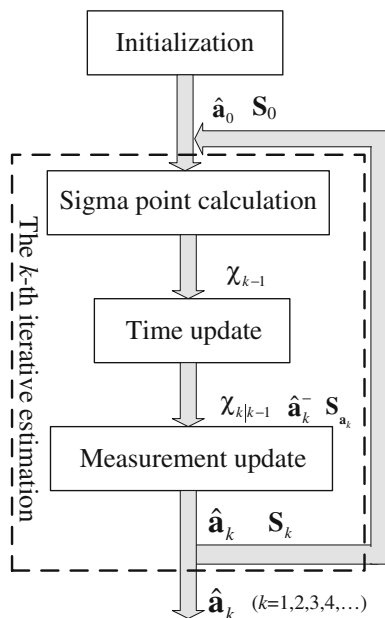 Initialization
â₀ S₀
Sigma point calculation
χₖ₋₁
Time update
χₖ|ₖ₋₁ âₖ⁻ S_aₖ
Measurement update
âₖ Sₖ
âₖ (k=1,2,3,4,…)
The k-th iterative estimation